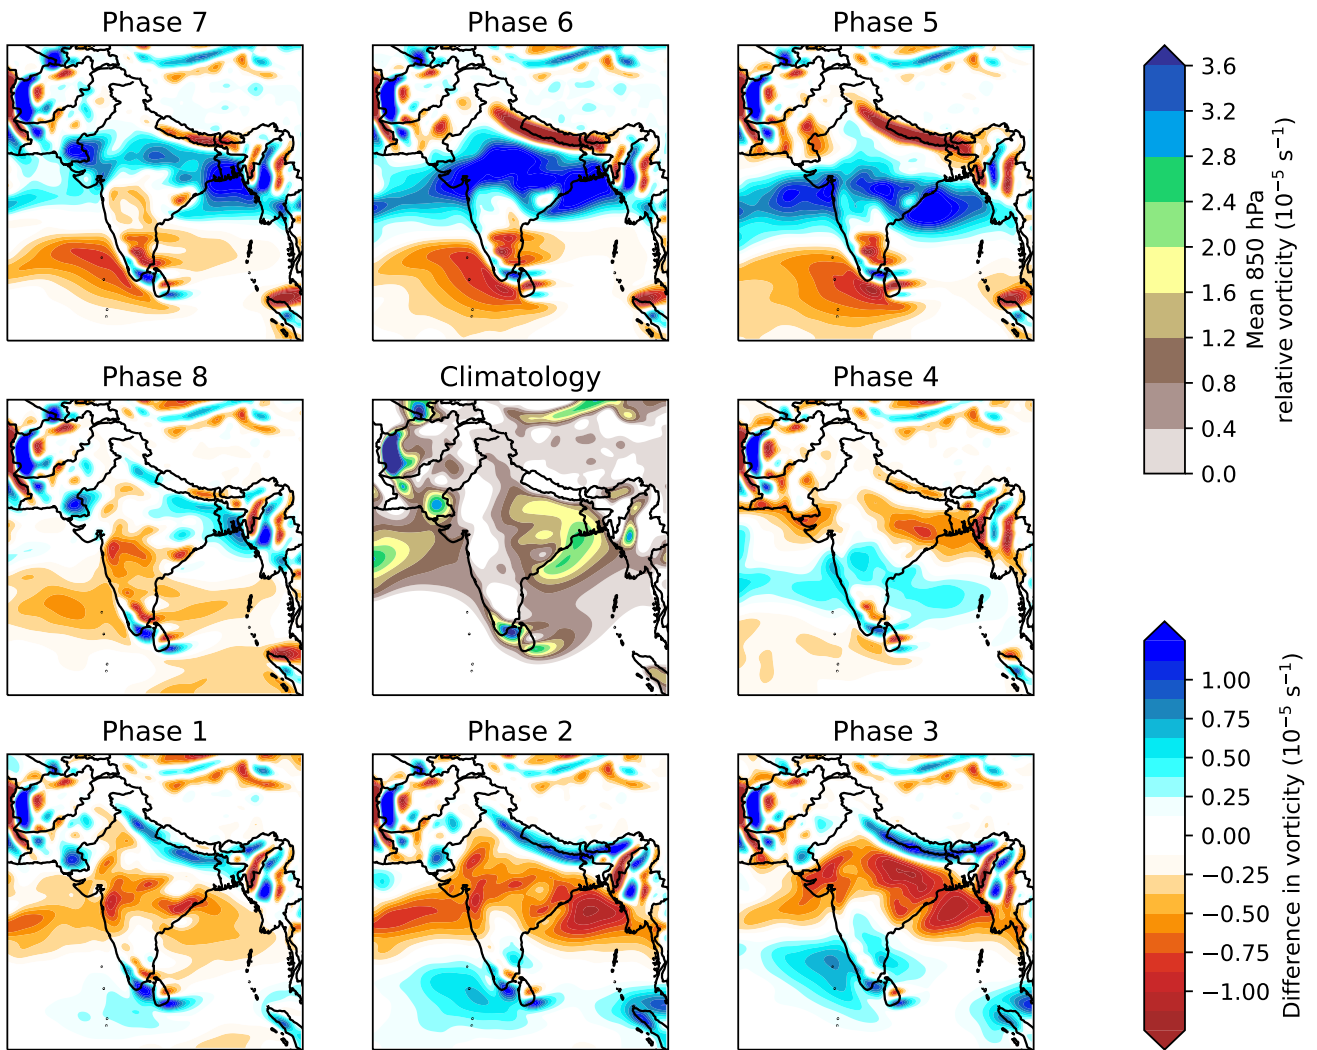 Phase 7
Phase 6
Phase 5
3.6
3.2
2.8
2.4
2.0
1.6
1.2
0.8
0.4
0.0
Mean 850 hPa
relative vorticity (10⁻⁵ s⁻¹)
Phase 8
Climatology
Phase 4
1.00
0.75
0.50
0.25
0.00
−0.25
−0.50
−0.75
−1.00
Difference in vorticity (10⁻⁵ s⁻¹)
Phase 1
Phase 2
Phase 3